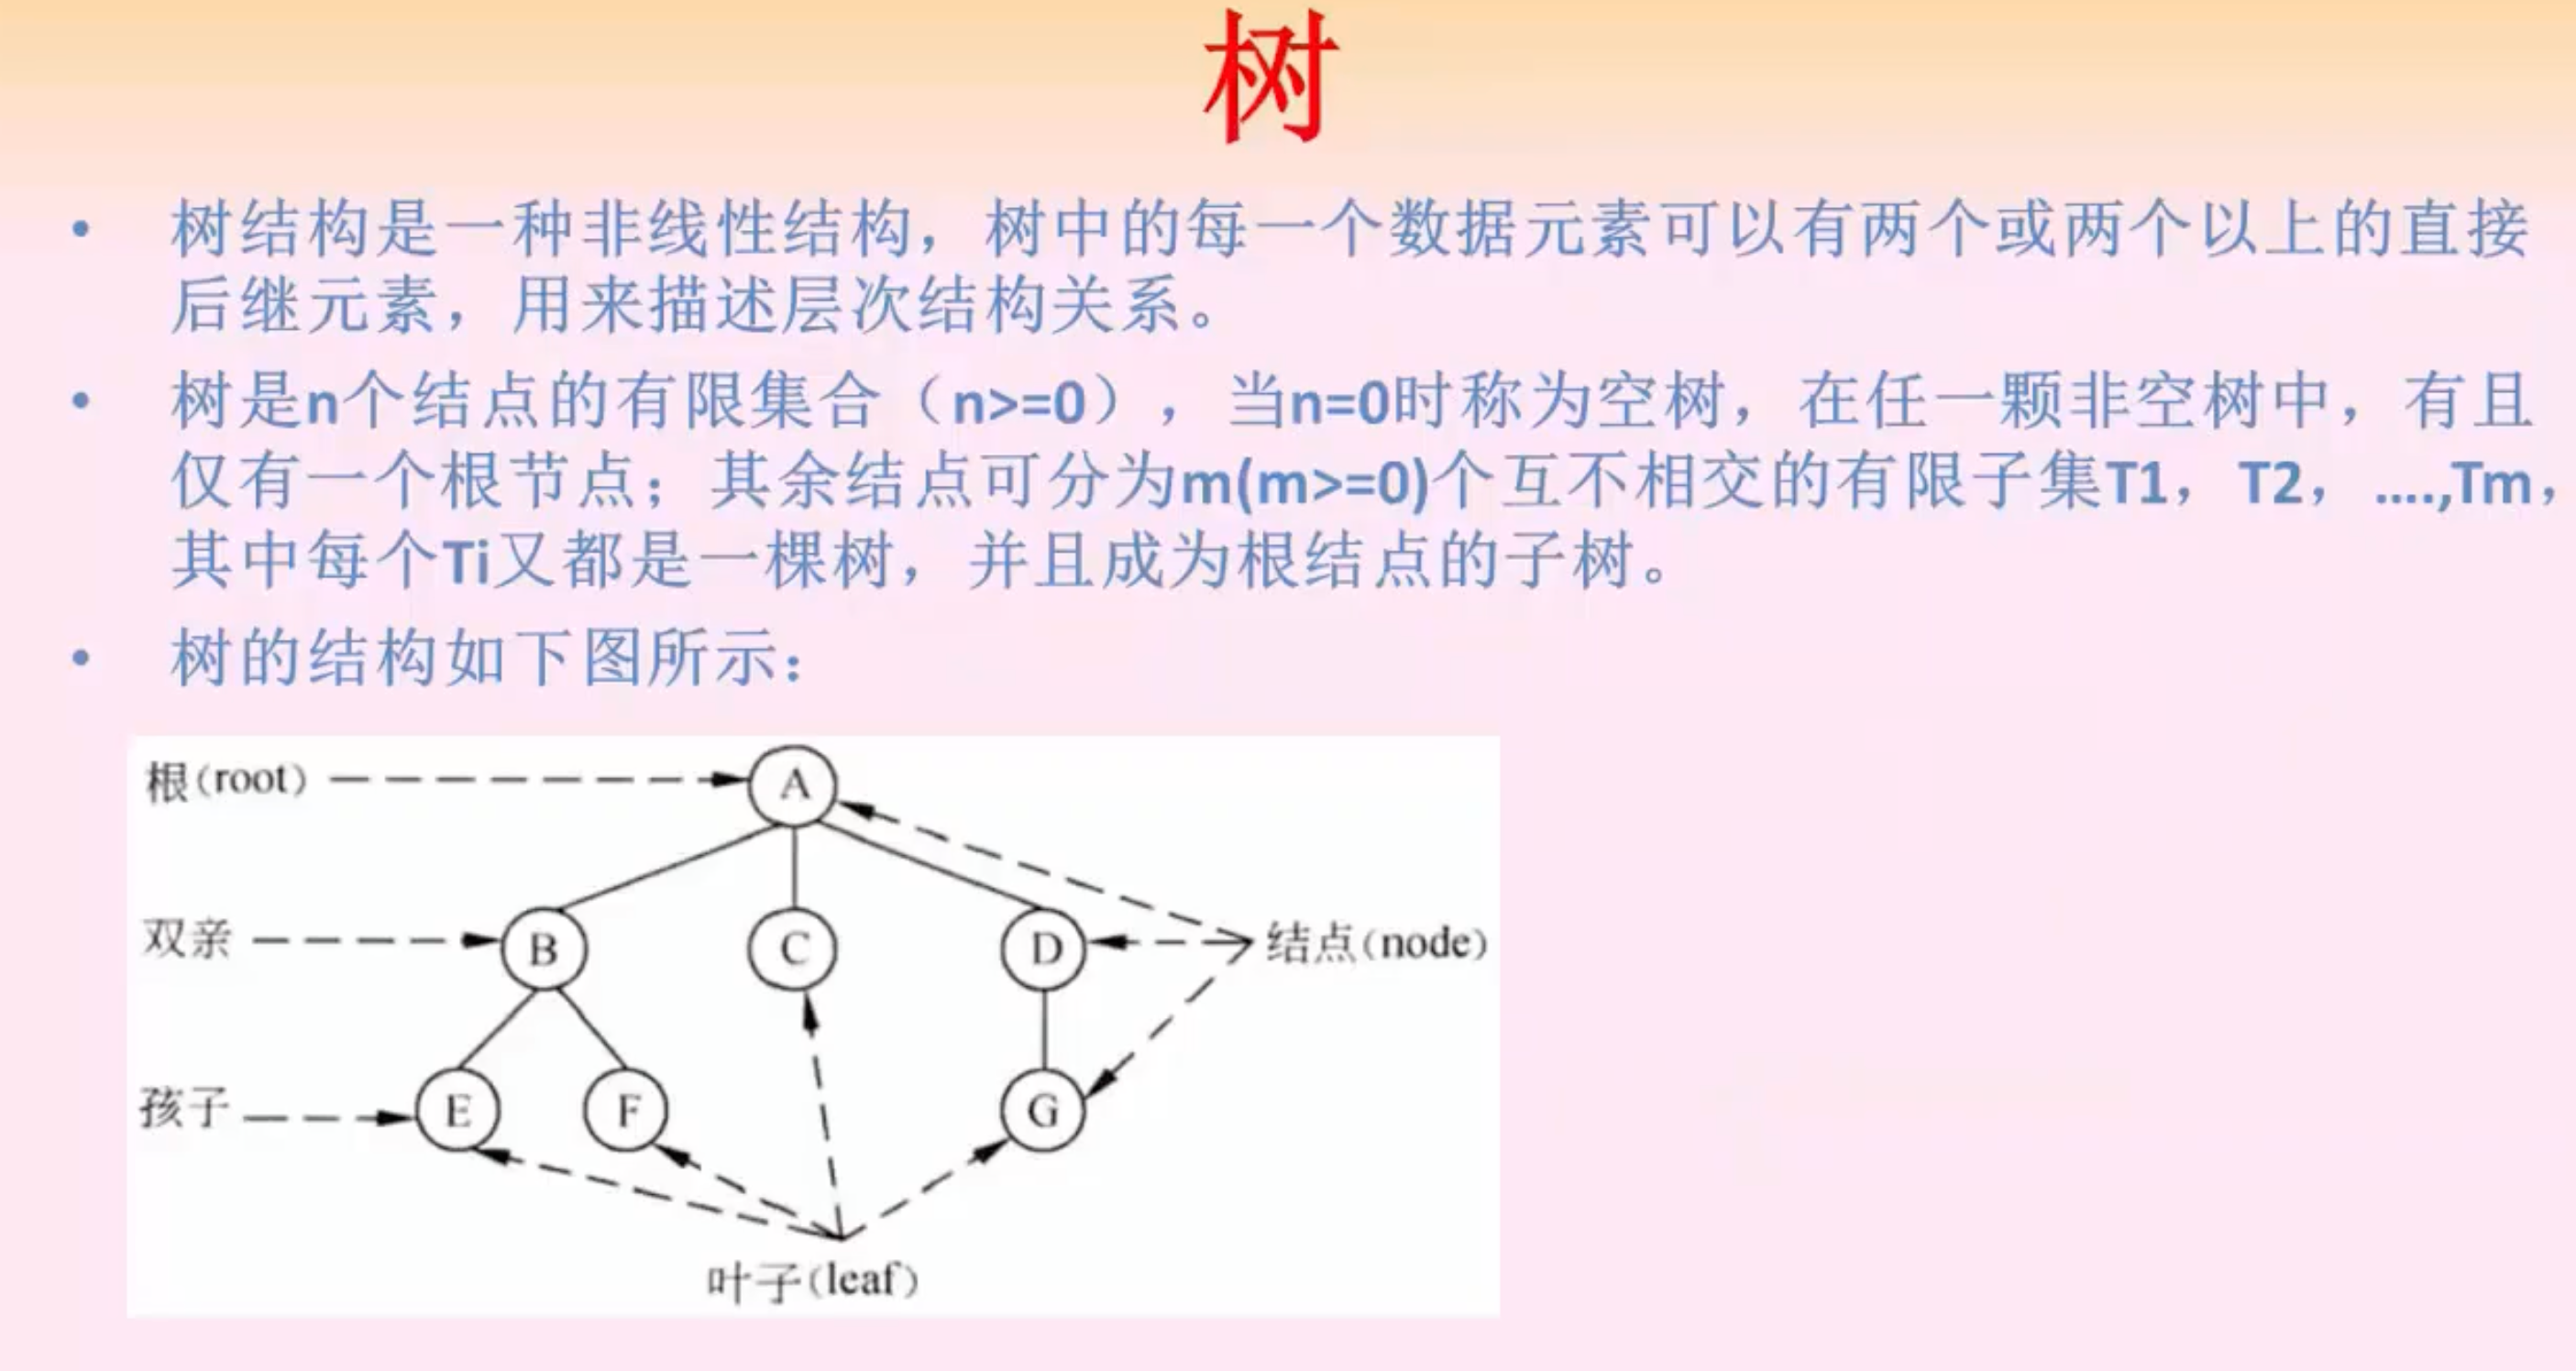 树
• 树结构是一种非线性结构，树中的每一个数据元素可以有两个或两个以上的直接
后继元素，用来描述层次结构关系。
• 树是n个结点的有限集合（n>=0），当n=0时称为空树，在任一颗非空树中，有且
仅有一个根节点；其余结点可分为m(m>=0)个互不相交的有限子集T1，T2，….,Tm，
其中每个Ti又都是一棵树，并且成为根结点的子树。
• 树的结构如下图所示：
根(root)
A
双亲
B
C
D
结点(node)
孩子
E
F
G
叶子(leaf)